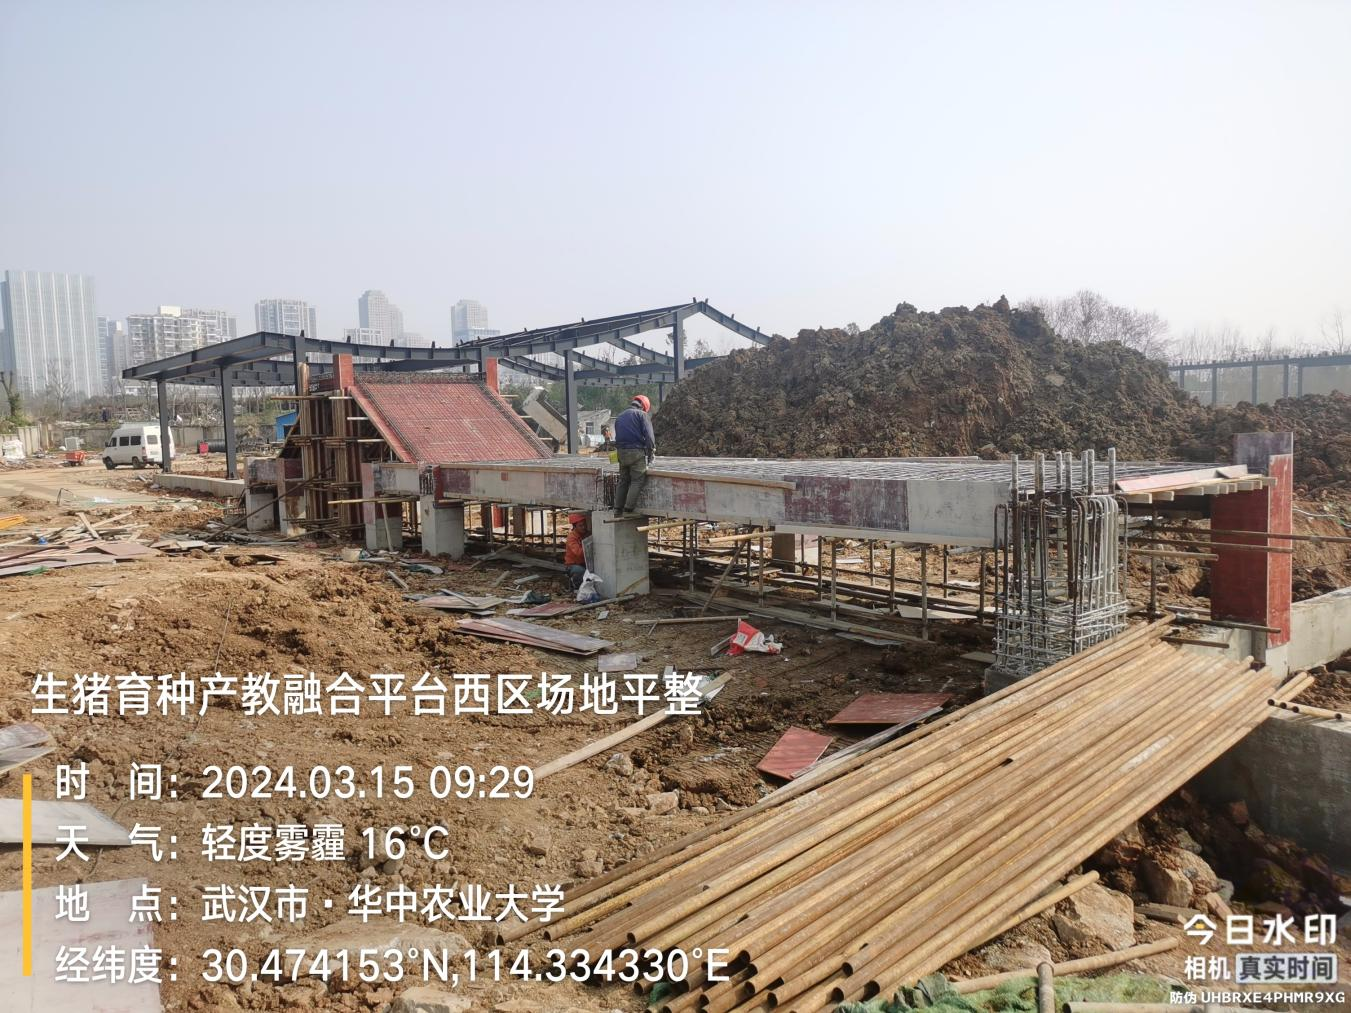 生猪育种产教融合平台西区场地平整
时 间：2024.03.15 09:29
天 气：轻度雾霾 16℃
地 点：武汉市·华中农业大学
经纬度：30.474153°N,114.334330°E
今日水印
相机 真实时间
防伪 UHBRXE4PHMR9XG